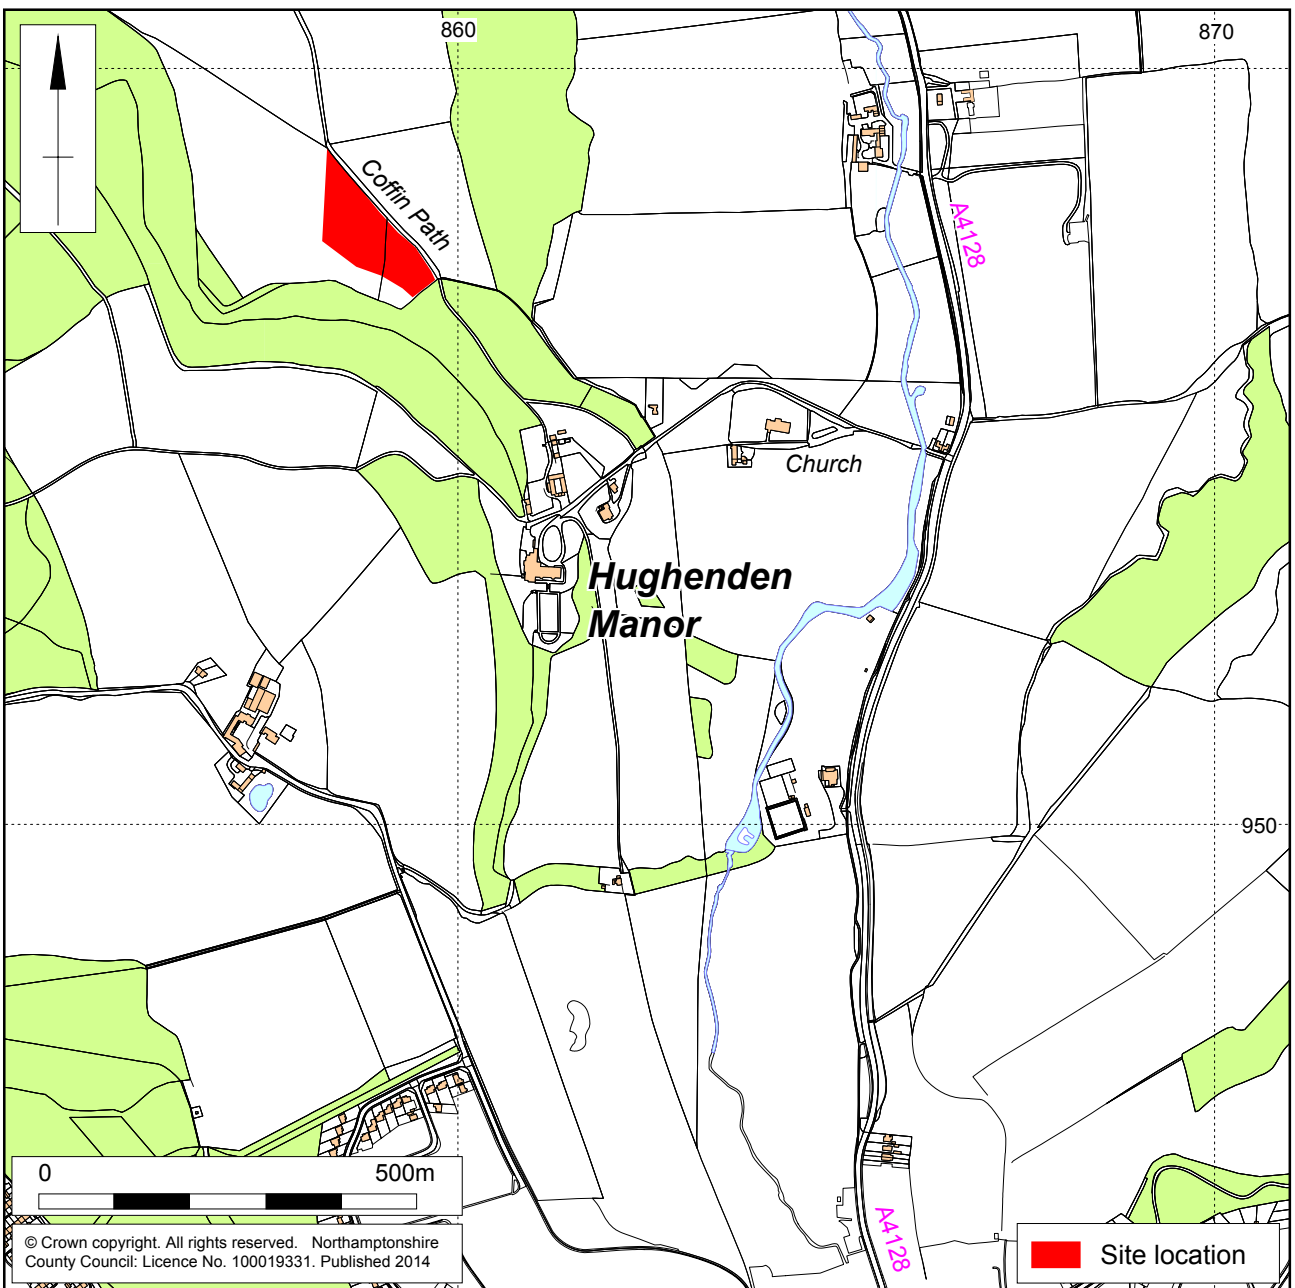 860
870
Coffin Path
A4128
Church
Hughenden
Manor
950
0 500m
© Crown copyright. All rights reserved. Northamptonshire
County Council: Licence No. 100019331. Published 2014
A4128
Site location